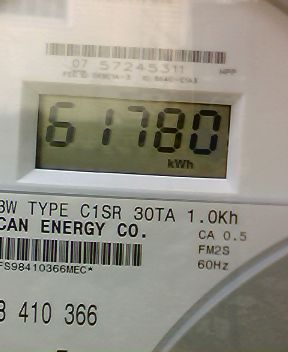 07 57245311
61780
kWh
3W TYPE C1SR 30TA 1.0Kh
CAN ENERGY CO.
CA 0.5
FM2S
60Hz
FS98410366MEC*
410 366